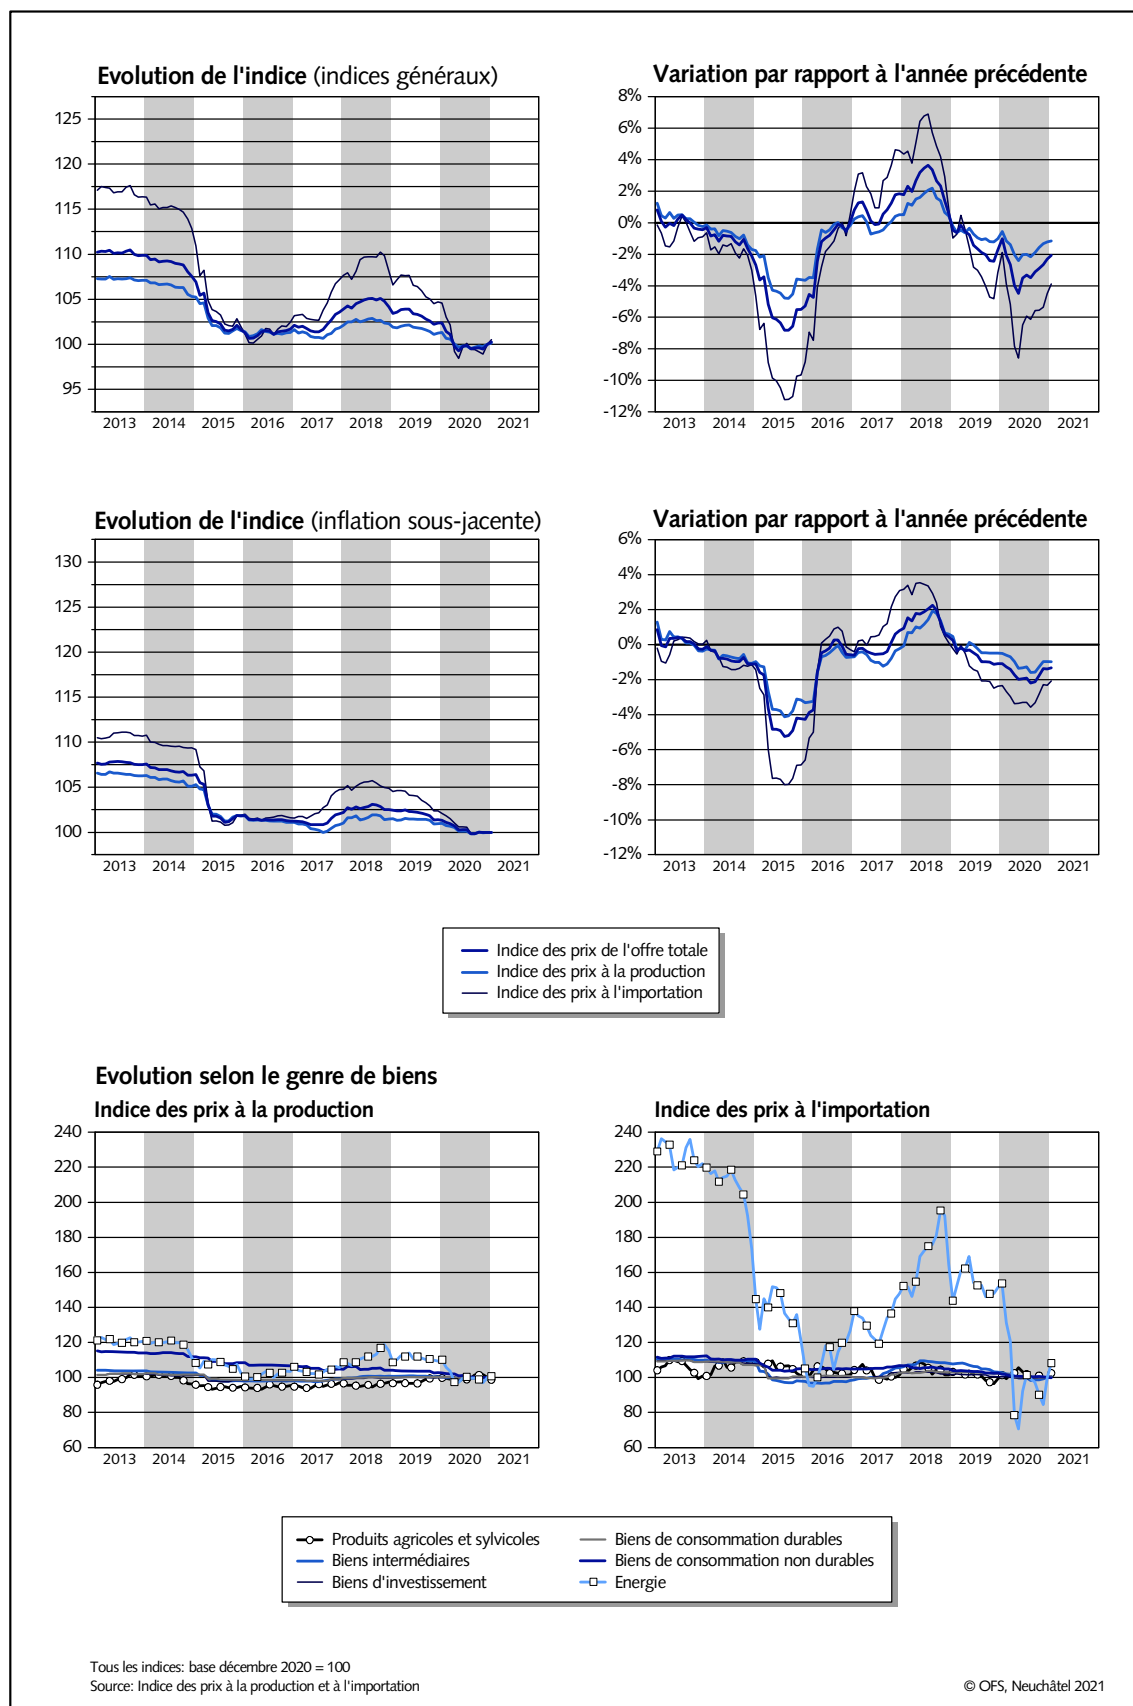 Evolution de l'indice (indices généraux)
125
120
115
110
105
100
95
2013 2014 2015 2016 2017 2018 2019 2020 2021
Variation par rapport à l'année précédente
8%
6%
4%
2%
0%
-2%
-4%
-6%
-8%
-10%
-12%
2013 2014 2015 2016 2017 2018 2019 2020 2021
Evolution de l'indice (inflation sous-jacente)
130
125
120
115
110
105
100
2013 2014 2015 2016 2017 2018 2019 2020 2021
Variation par rapport à l'année précédente
6%
4%
2%
0%
-2%
-4%
-6%
-8%
-10%
-12%
2013 2014 2015 2016 2017 2018 2019 2020 2021
Indice des prix de l'offre totale
Indice des prix à la production
Indice des prix à l'importation
Evolution selon le genre de biens
Indice des prix à la production
240
220
200
180
160
140
120
100
80
60
2013 2014 2015 2016 2017 2018 2019 2020 2021
Indice des prix à l'importation
240
220
200
180
160
140
120
100
80
60
2013 2014 2015 2016 2017 2018 2019 2020 2021
Produits agricoles et sylvicoles
Biens intermédiaires
Biens d'investissement
Biens de consommation durables
Biens de consommation non durables
Energie
Tous les indices: base décembre 2020 = 100
Source: Indice des prix à la production et à l'importation
© OFS, Neuchâtel 2021